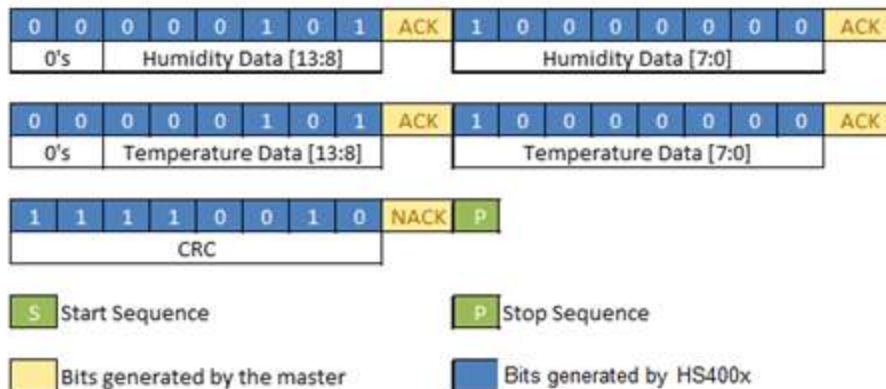 0 0 0 0 0 1 0 1 ACK 1 0 0 0 0 0 0 0 ACK
0's Humidity Data [13:8] Humidity Data [7:0]
0 0 0 0 0 1 0 1 ACK 1 0 0 0 0 0 0 0 ACK
0's Temperature Data [13:8] Temperature Data [7:0]
1 1 1 1 0 0 1 0 NACK P
CRC
S Start Sequence P Stop Sequence
Bits generated by the master Bits generated by HS400x